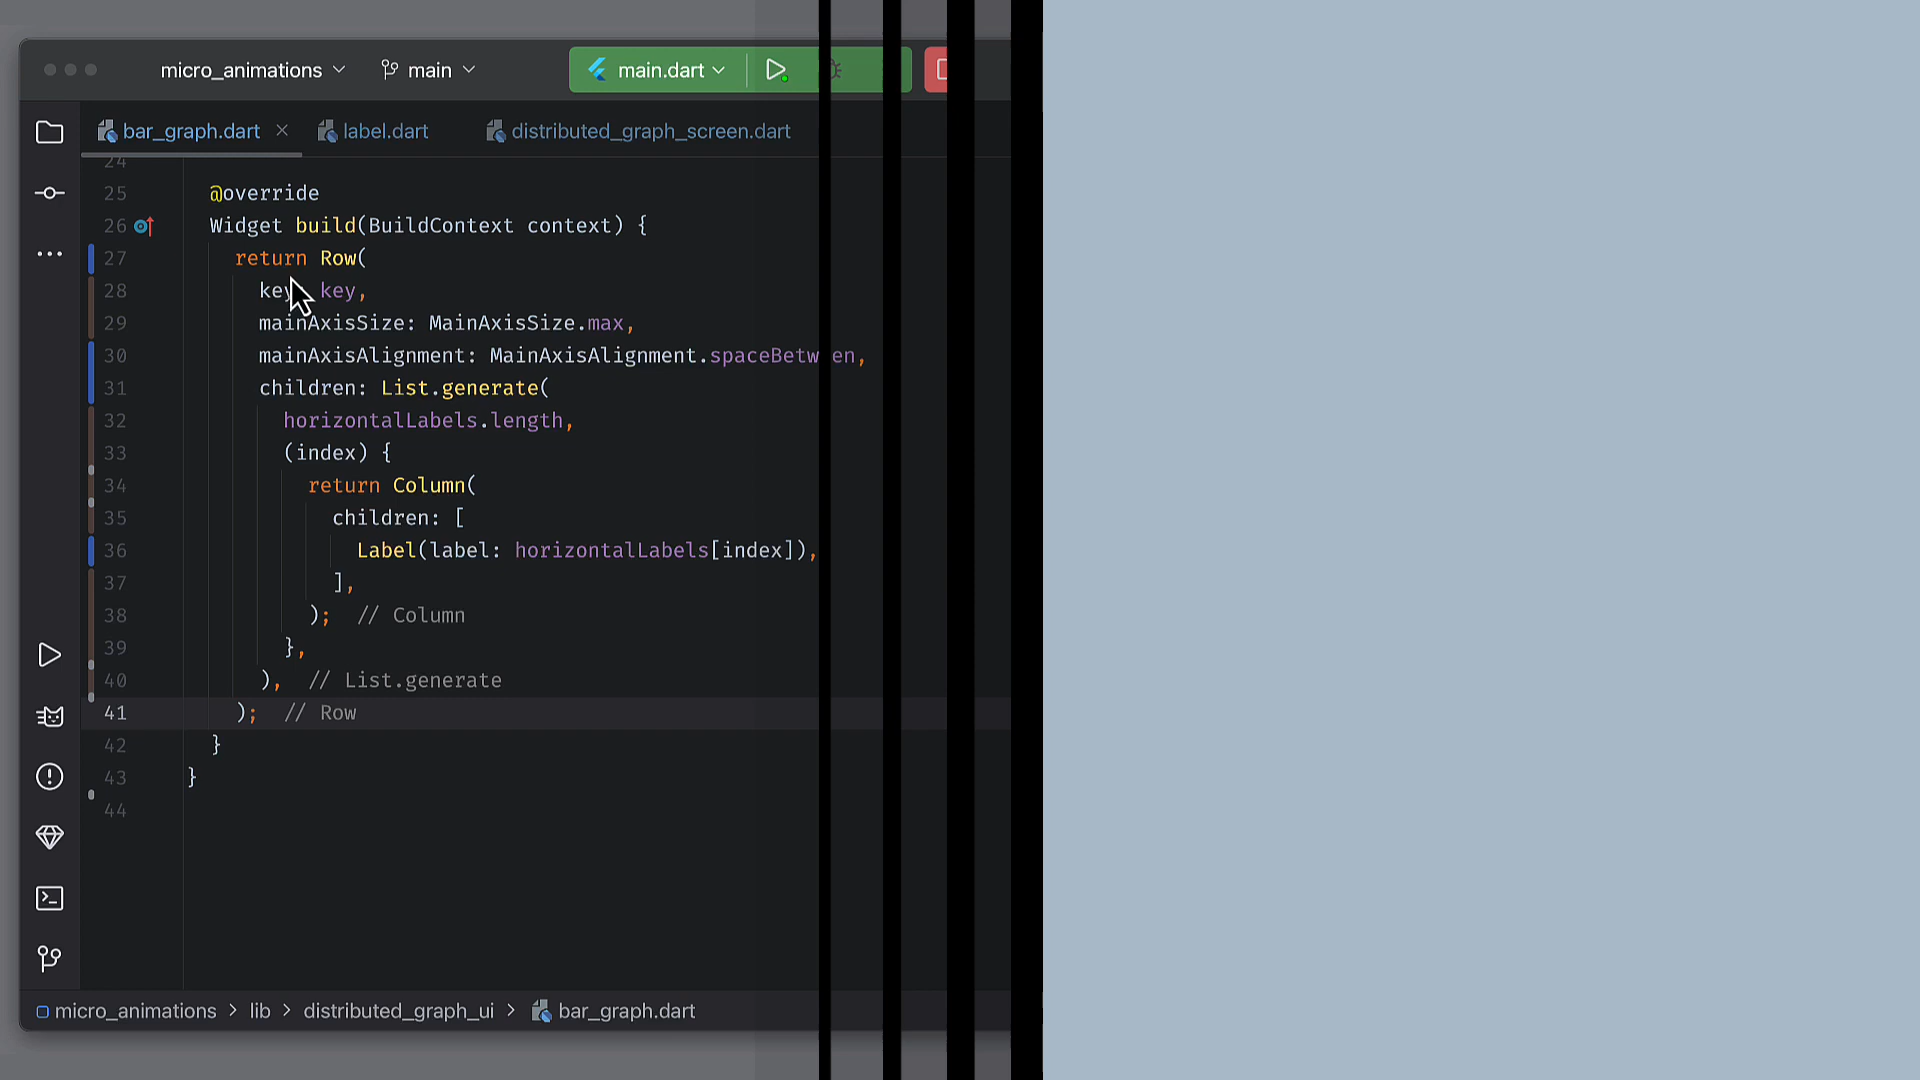 micro_animations
main
main.dart
bar_graph.dart
label.dart
distributed_graph_screen.dart
24
25 @override
26 Widget build(BuildContext context) {
27 return Row(
28 key: key,
29 mainAxisSize: MainAxisSize.max,
30 mainAxisAlignment: MainAxisAlignment.spaceBetween,
31 children: List.generate(
32 horizontalLabels.length,
33 (index) {
34 return Column(
35 children: [
36 Label(label: horizontalLabels[index]),
37 ],
38 ); // Column
39 },
40 ), // List.generate
41 ); // Row
42 }
43 }
44
micro_animations > lib > distributed_graph_ui > bar_graph.dart